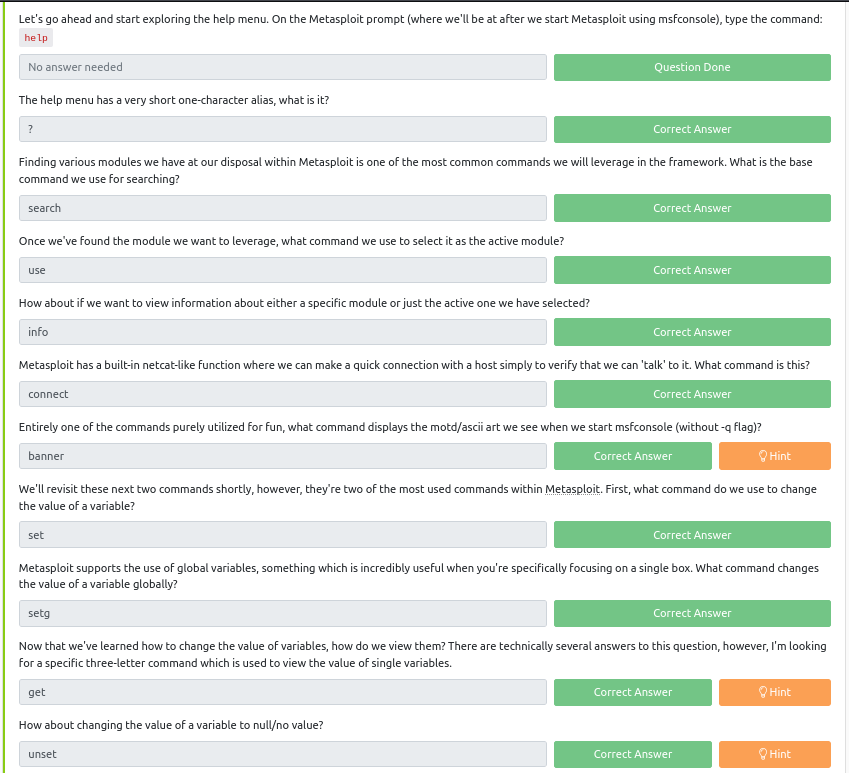 Let's go ahead and start exploring the help menu. On the Metasploit prompt (where we'll be at after we start Metasploit using msfconsole), type the command:
help
No answer needed
Question Done
The help menu has a very short one-character alias, what is it?
?
Correct Answer
Finding various modules we have at our disposal within Metasploit is one of the most common commands we will leverage in the framework. What is the base
command we use for searching?
search
Correct Answer
Once we've found the module we want to leverage, what command we use to select it as the active module?
use
Correct Answer
How about if we want to view information about either a specific module or just the active one we have selected?
info
Correct Answer
Metasploit has a built-in netcat-like function where we can make a quick connection with a host simply to verify that we can 'talk' to it. What command is this?
connect
Correct Answer
Entirely one of the commands purely utilized for fun, what command displays the motd/ascii art we see when we start msfconsole (without -q flag)?
banner
Correct Answer
Hint
We'll revisit these next two commands shortly, however, they're two of the most used commands within Metasploit. First, what command do we use to change
the value of a variable?
set
Correct Answer
Metasploit supports the use of global variables, something which is incredibly useful when you're specifically focusing on a single box. What command changes
the value of a variable globally?
setg
Correct Answer
Now that we've learned how to change the value of variables, how do we view them? There are technically several answers to this question, however, I'm looking
for a specific three-letter command which is used to view the value of single variables.
get
Correct Answer
Hint
How about changing the value of a variable to null/no value?
unset
Correct Answer
Hint